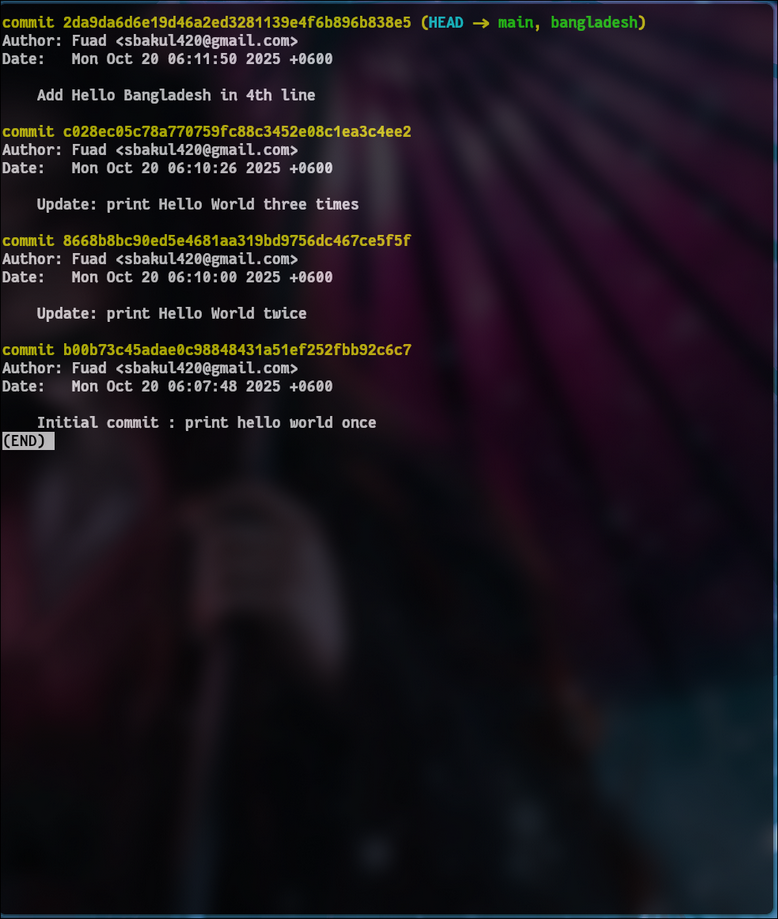 commit 2da9da6d6e19d46a2ed3281139e4f6b896b838e5 (HEAD -> main, bangladesh)
Author: Fuad <sbakul420@gmail.com>
Date:   Mon Oct 20 06:11:50 2025 +0600
    Add Hello Bangladesh in 4th line
commit c028ec05c78a770759fc88c3452e08c1ea3c4ee2
Author: Fuad <sbakul420@gmail.com>
Date:   Mon Oct 20 06:10:26 2025 +0600
    Update: print Hello World three times
commit 8668b8bc90ed5e4681aa319bd9756dc467ce5f5f
Author: Fuad <sbakul420@gmail.com>
Date:   Mon Oct 20 06:10:00 2025 +0600
    Update: print Hello World twice
commit b00b73c45adae0c98848431a51ef252fbb92c6c7
Author: Fuad <sbakul420@gmail.com>
Date:   Mon Oct 20 06:07:48 2025 +0600
    Initial commit : print hello world once
(END)